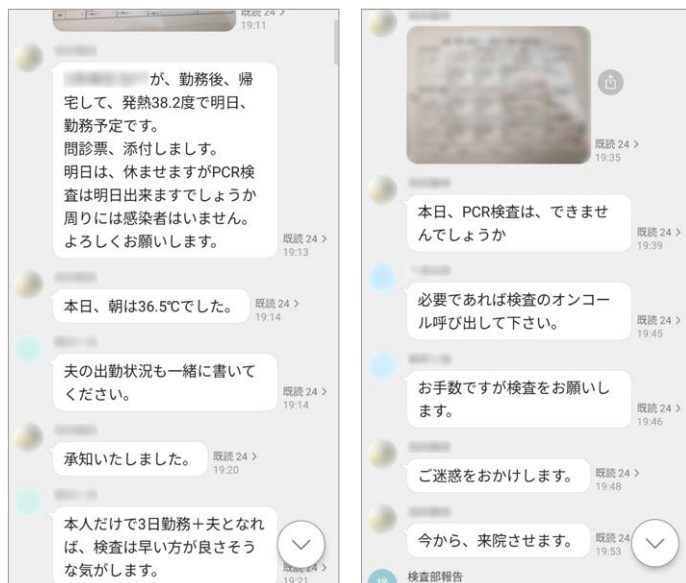 既読 24 >
19:11
が、勤務後、帰
宅して、発熱38.2度で明日、
勤務予定です。
問診票、添付しましす。
明日は、休ませますがPCR検
査は明日出来ますでしょうか
周りには感染者はいません。
よろしくお願いします。
既読 24 >
19:13
本日、朝は36.5℃でした。
既読 24 >
19:14
夫の出勤状況も一緒に書いて
ください。
既読 24 >
19:14
承知いたしました。
既読 24 >
19:20
本人だけで3日勤務＋夫となれ
ば、検査は早い方が良さそう
な気がします。
既読 24 >
19:21
既読 24 >
19:35
本日、PCR検査は、できませ
んでしょうか
既読 24 >
19:39
必要であれば検査のオンコー
ル呼び出して下さい。
既読 24 >
19:45
お手数ですが検査をお願いし
ます。
既読 24 >
19:46
ご迷惑をおかけします。
既読 24 >
19:48
今から、来院させます。
既読 24
19:53
検
検査部報告